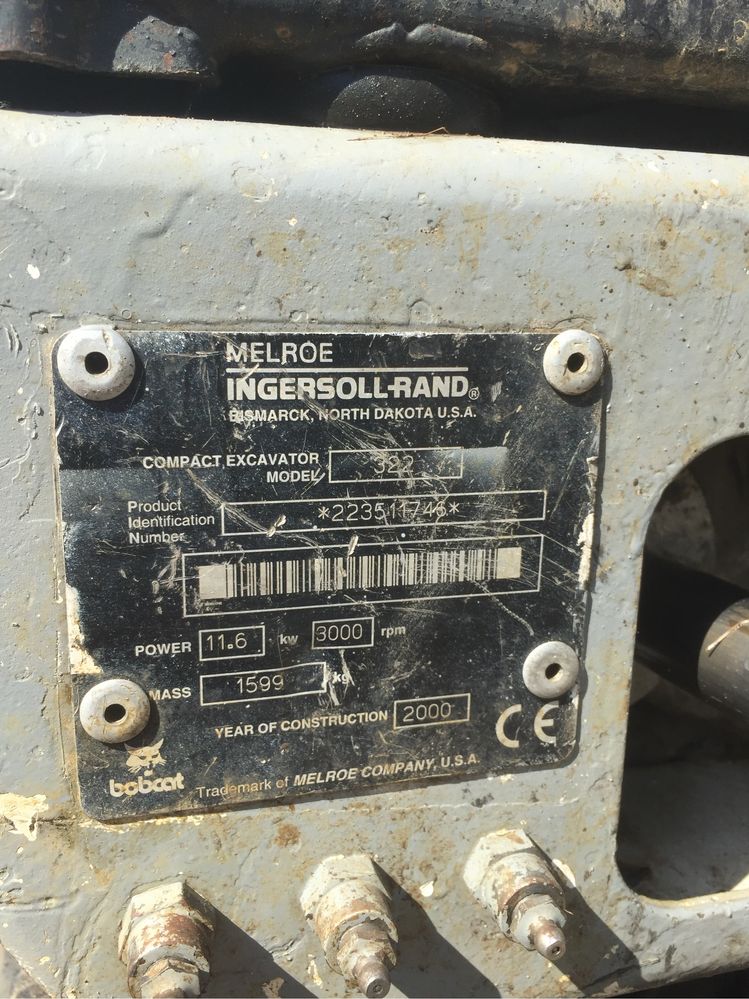 MELROE
INGERSOLL-RAND®
BISMARCK, NORTH DAKOTA U.S.A.
COMPACT EXCAVATOR
MODEL 322
Product
Identification
Number *223511746*
POWER 11.6 kw 3000 rpm
MASS 1599 kg
YEAR OF CONSTRUCTION 2000
CE
bobcat
Trademark of MELROE COMPANY, U.S.A.